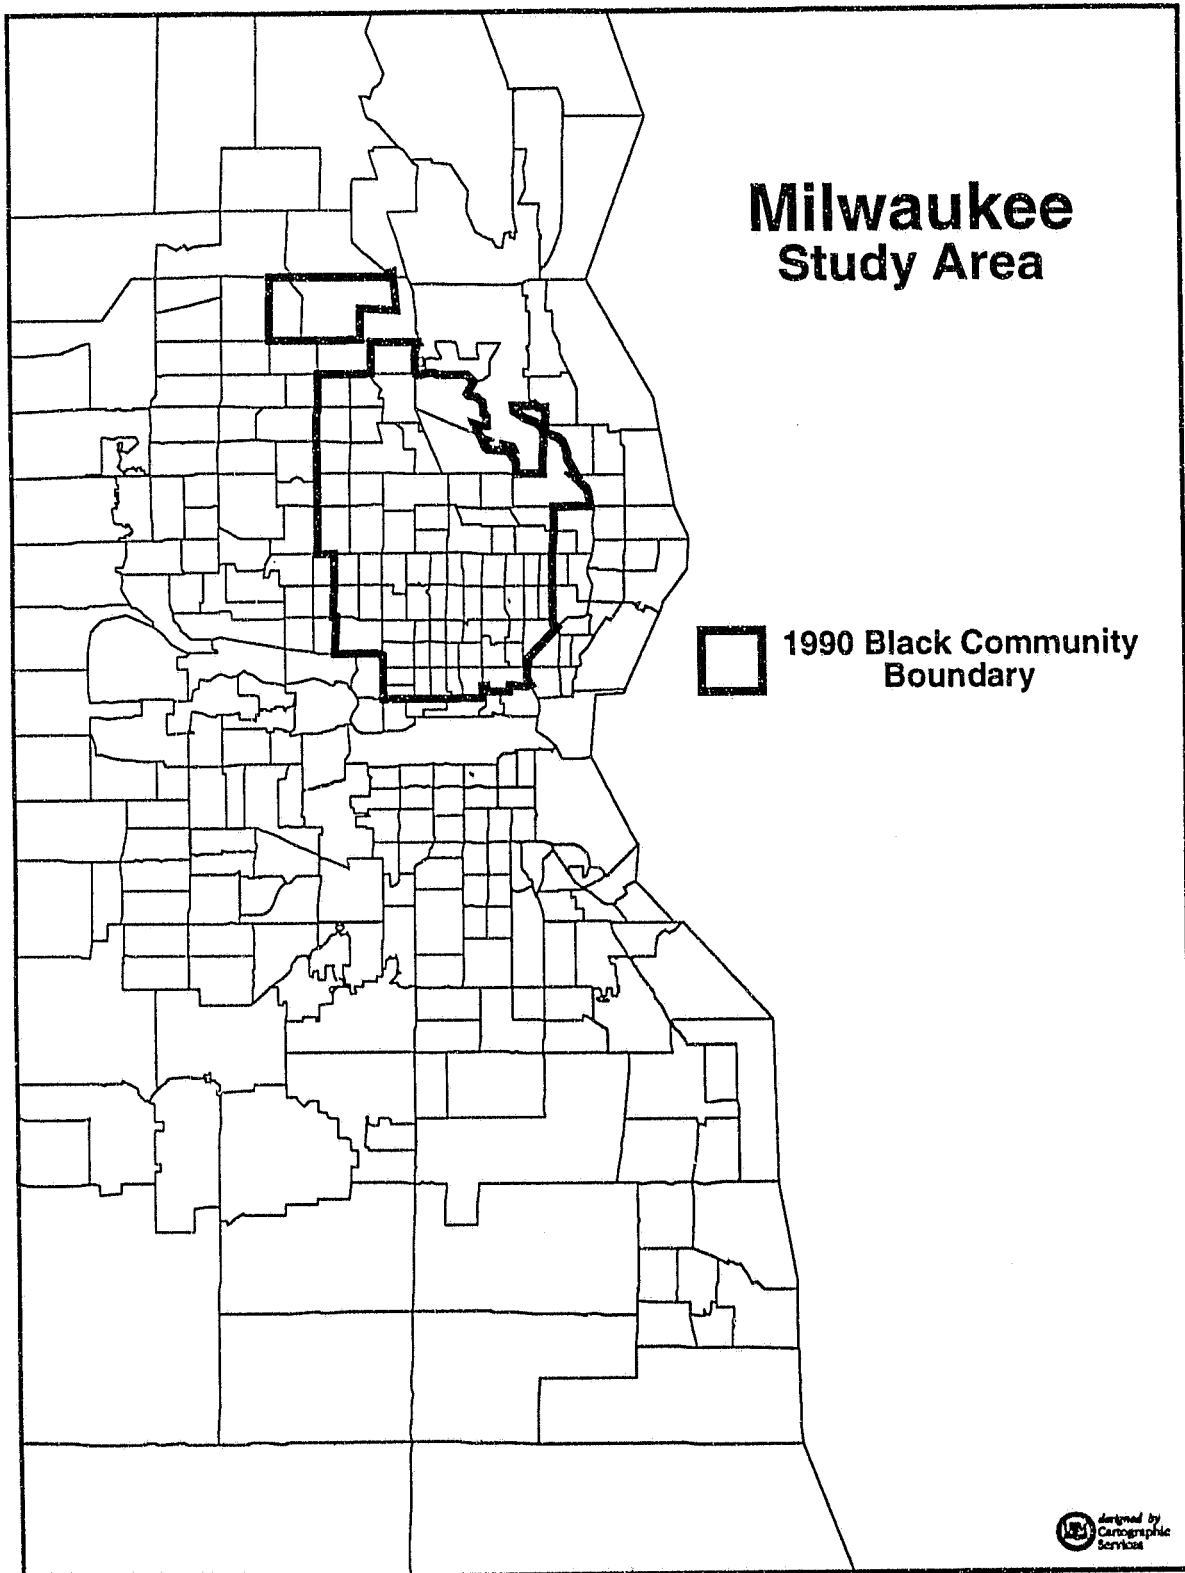 Milwaukee
Study Area
1990 Black Community
Boundary
designed by
Cartographic
Services